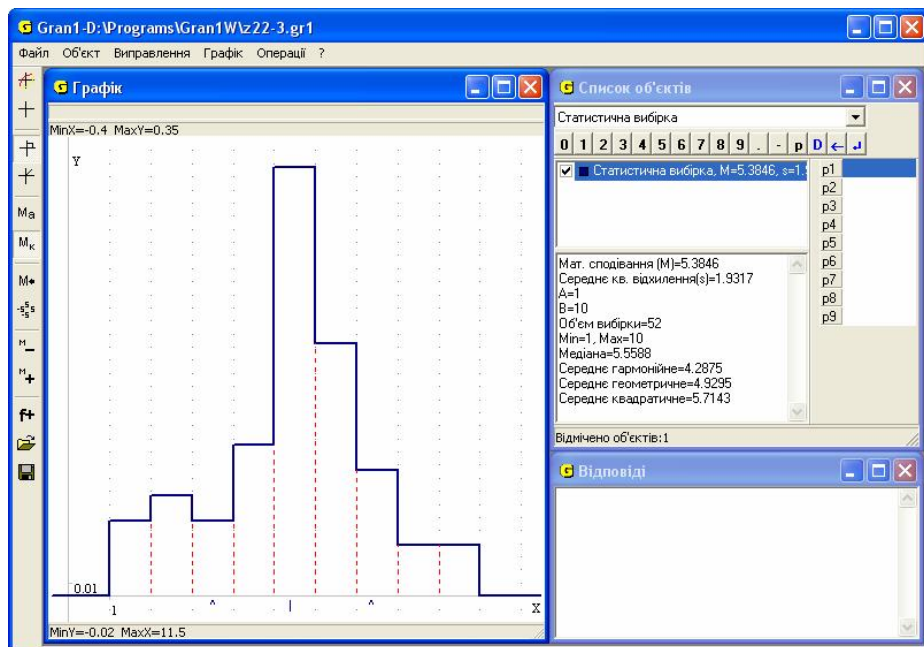 Gran1-D:\Programs\Gran1W\z22-3.gr1
Файл Об'єкт Виправлення Графік Операції ?
Графік
MinX=-0.4 MaxY=0.35
Y
0.01
1
X
MinY=-0.02 MaxX=11.5
Ma
Mк
M
-5 5 5
M
M+
f+
Список об'єктів
Статистична вибірка
0 1 2 3 4 5 6 7 8 9 . - p D ← ↲
Статистична вибірка, M=5.3846, s=1.9
p1
p2
p3
p4
p5
p6
p7
p8
p9
Мат. сподівання (M)=5.3846
Середнє кв. відхилення(s)=1.9317
A=1
B=10
Об'єм вибірки=52
Min=1, Max=10
Медіана=5.5588
Середнє гармонійне=4.2875
Середнє геометричне=4.9295
Середнє квадратичне=5.7143
Відмічено об'єктів:1
Відповіді